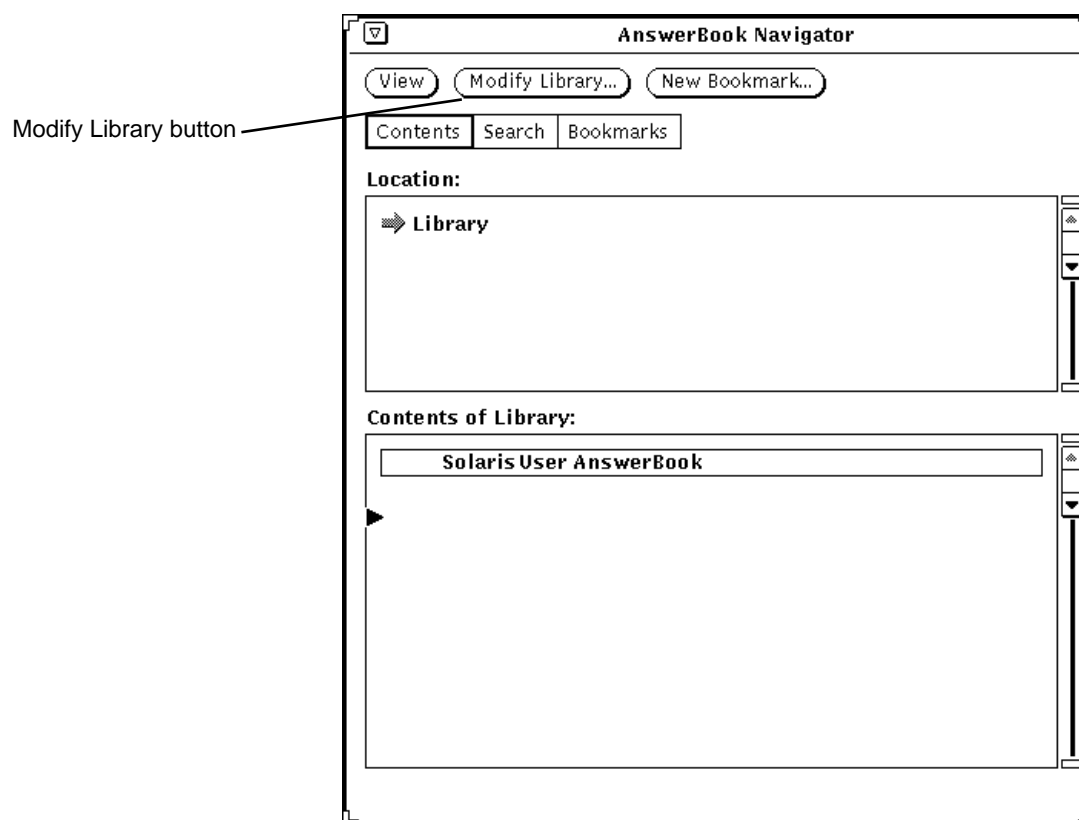 AnswerBook Navigator
View Modify Library... New Bookmark...
Modify Library button
Contents Search Bookmarks
Location:
Library
Contents of Library:
Solaris User AnswerBook